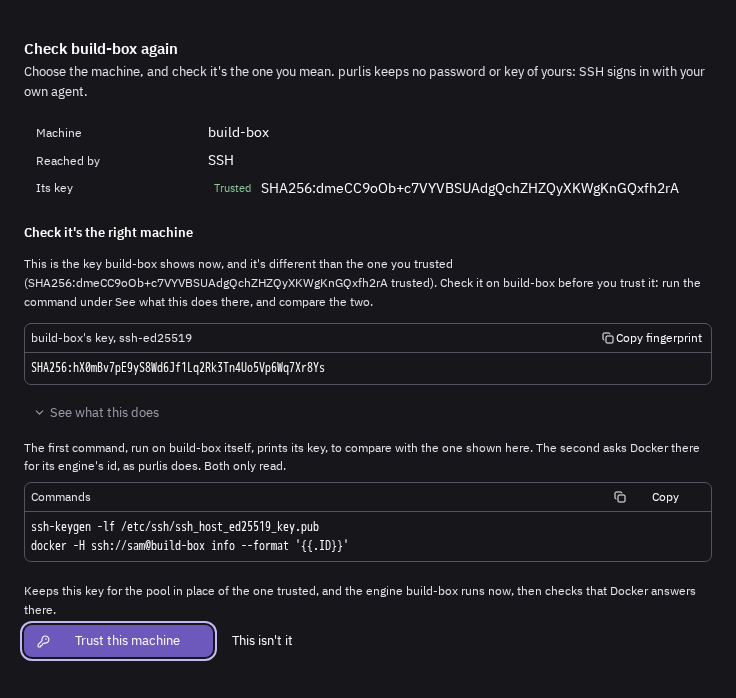 Check build-box again
Choose the machine, and check it's the one you mean. purlis keeps no password or key of yours: SSH signs in with your
own agent.
Machine build-box
Reached by SSH
Its key Trusted SHA256:dmeCC9oOb+c7VYVBSUAdgQchZHZQyXKWgKnGQxfh2rA
Check it's the right machine
This is the key build-box shows now, and it's different than the one you trusted
(SHA256:dmeCC9oOb+c7VYVBSUAdgQchZHZQyXKWgKnGQxfh2rA trusted). Check it on build-box before you trust it: run the
command under See what this does there, and compare the two.
build-box's key, ssh-ed25519 Copy fingerprint
SHA256:hX0mBv7pE9yS8Wd6Jf1Lq2Rk3Tn4Uo5Vp6Wq7Xr8Ys
See what this does
The first command, run on build-box itself, prints its key, to compare with the one shown here. The second asks Docker there
for its engine's id, as purlis does. Both only read.
Commands Copy
ssh-keygen -lf /etc/ssh/ssh_host_ed25519_key.pub
docker -H ssh://sam@build-box info --format '{{.ID}}'
Keeps this key for the pool in place of the one trusted, and the engine build-box runs now, then checks that Docker answers
there.
Trust this machine This isn't it